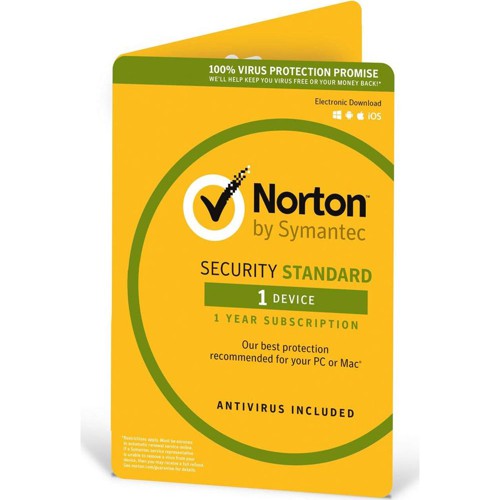 100% VIRUS PROTECTION PROMISE
WE'LL HELP KEEP YOU VIRUS FREE OR YOUR MONEY BACK!*
Electronic Download
iOS
Norton™
by Symantec
SECURITY STANDARD
1 DEVICE
1 YEAR SUBSCRIPTION
Our best protection
recommended for your PC or Mac®
ANTIVIRUS INCLUDED